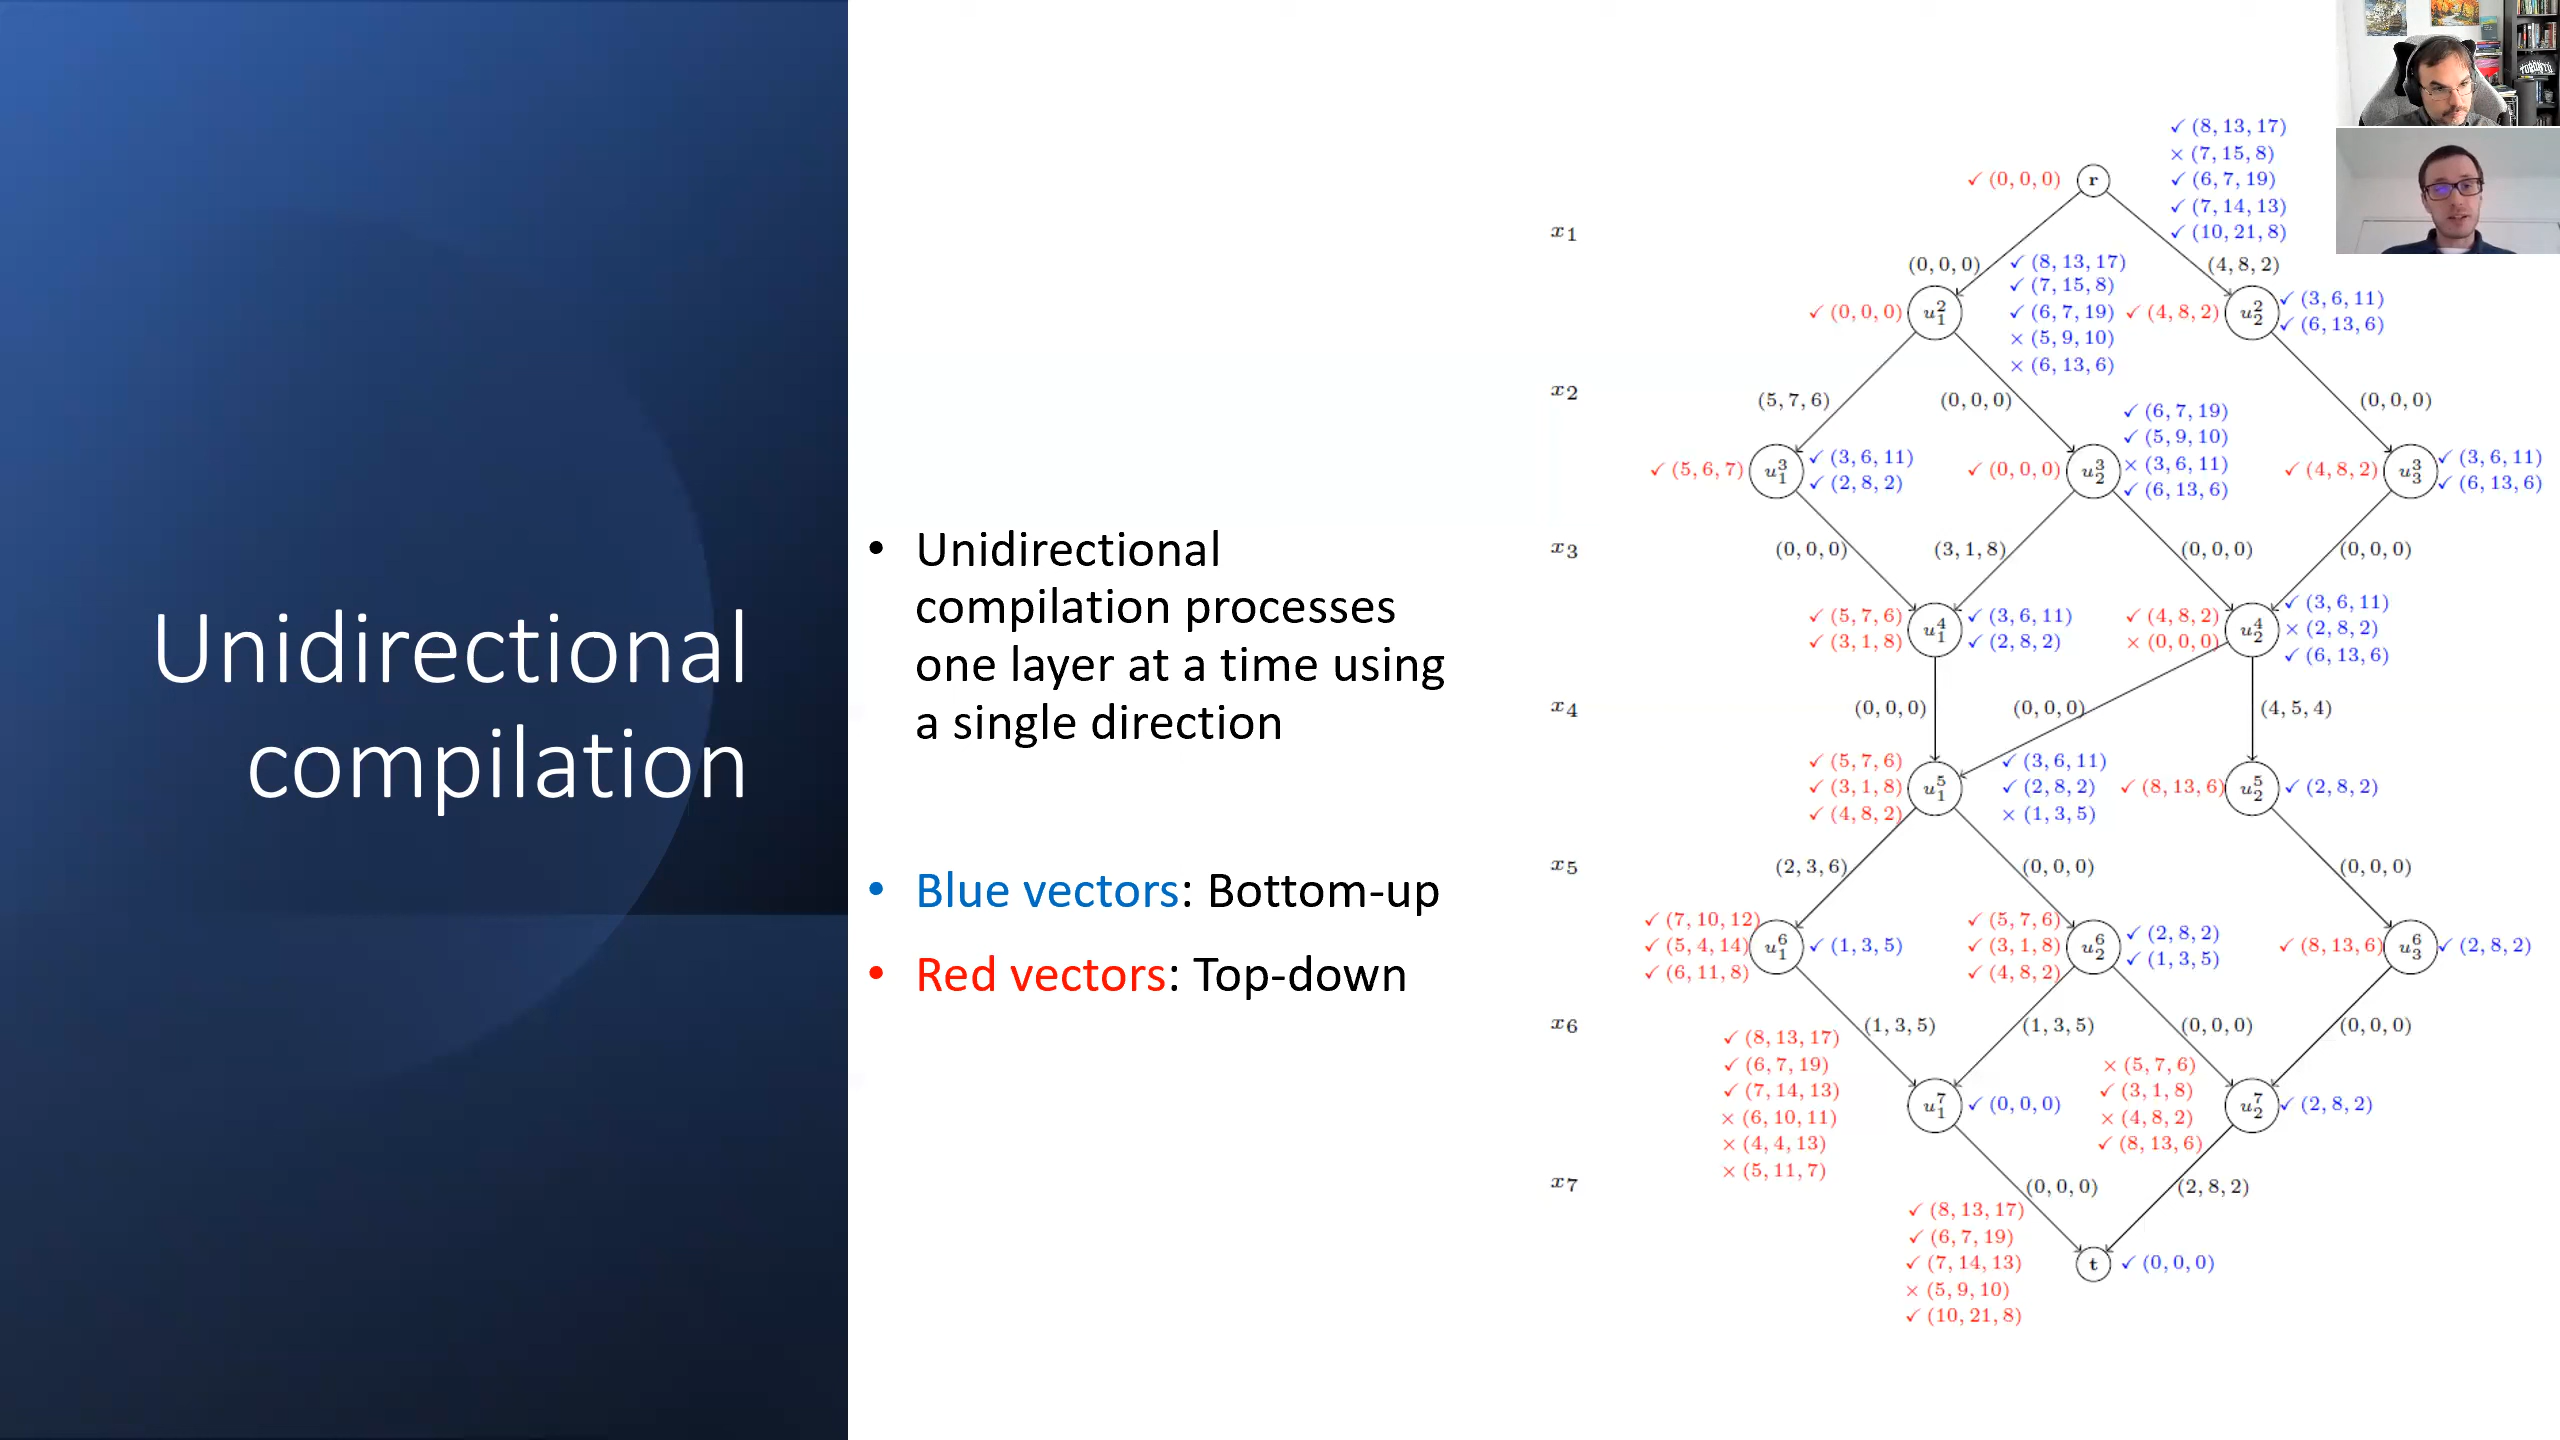 Unidirectional
compilation
• Unidirectional
compilation processes
one layer at a time using
a single direction
• Blue vectors: Bottom-up
• Red vectors: Top-down
TORONTO
✓ (8, 13, 17)
× (7, 15, 8)
✓ (0, 0, 0) r ✓ (6, 7, 19)
✓ (7, 14, 13)
x₁ ✓ (10, 21, 8)
(0, 0, 0) ✓ (8, 13, 17) (4, 8, 2)
✓ (7, 15, 8) ✓ (3, 6, 11)
✓ (0, 0, 0) u₁² ✓ (6, 7, 19) ✓ (4, 8, 2) u₂² ✓ (6, 13, 6)
× (5, 9, 10)
× (6, 13, 6)
x₂ (5, 7, 6) (0, 0, 0) (0, 0, 0)
✓ (6, 7, 19)
✓ (5, 9, 10)
✓ (5, 6, 7) u₁³ ✓ (3, 6, 11) ✓ (0, 0, 0) u₂³ × (3, 6, 11) ✓ (4, 8, 2) u₃³ ✓ (3, 6, 11)
✓ (2, 8, 2) ✓ (6, 13, 6) ✓ (6, 13, 6)
x₃ (0, 0, 0) (3, 1, 8) (0, 0, 0) (0, 0, 0)
✓ (5, 7, 6) u₁⁴ ✓ (3, 6, 11) ✓ (4, 8, 2) u₂⁴ ✓ (3, 6, 11)
✓ (3, 1, 8) ✓ (2, 8, 2) × (0, 0, 0) × (2, 8, 2)
✓ (6, 13, 6)
x₄ (0, 0, 0) (0, 0, 0) (4, 5, 4)
✓ (5, 7, 6) ✓ (3, 6, 11)
✓ (3, 1, 8) u₁⁵ ✓ (2, 8, 2) ✓ (8, 13, 6) u₂⁵ ✓ (2, 8, 2)
✓ (4, 8, 2) × (1, 3, 5)
x₅ (2, 3, 6) (0, 0, 0) (0, 0, 0)
✓ (7, 10, 12) ✓ (5, 7, 6) ✓ (2, 8, 2)
✓ (5, 4, 14) u₁⁶ ✓ (1, 3, 5) ✓ (3, 1, 8) u₂⁶ ✓ (1, 3, 5) ✓ (8, 13, 6) u₃⁶ ✓ (2, 8, 2)
✓ (6, 11, 8) ✓ (4, 8, 2)
x₆ (1, 3, 5) (1, 3, 5) (0, 0, 0) (0, 0, 0)
✓ (8, 13, 17)
✓ (6, 7, 19) × (5, 7, 6)
✓ (7, 14, 13) u₁⁷ ✓ (0, 0, 0) ✓ (3, 1, 8) u₂⁷ ✓ (2, 8, 2)
× (6, 10, 11) × (4, 8, 2)
× (4, 4, 13) ✓ (8, 13, 6)
× (5, 11, 7)
x₇ (0, 0, 0) (2, 8, 2)
✓ (8, 13, 17)
✓ (6, 7, 19)
✓ (7, 14, 13) t ✓ (0, 0, 0)
× (5, 9, 10)
✓ (10, 21, 8)